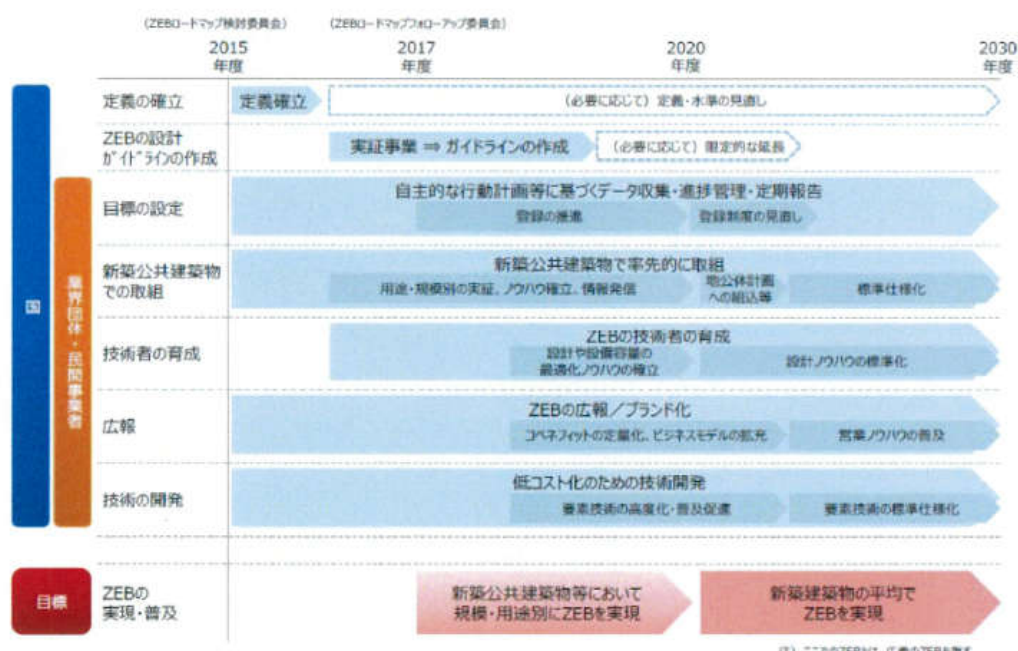 (ZEBロードマップ検討委員会)
(ZEBロードマップフォローアップ委員会)
2015
年度
2017
年度
2020
年度
2030
年度
国
業界団体・民間事業者
定義の確立
定義確立
(必要に応じて) 定義・水準の見直し
ZEBの設計
ガイドラインの作成
実証事業 ⇒ ガイドラインの作成
(必要に応じて) 限定的な延長
目標の設定
自主的な行動計画等に基づくデータ収集・進捗管理・定期報告
登録の推進
登録制度の見直し
新築公共建築物
での取組
新築公共建築物で率先的に取組
用途・規模別の実証、ノウハウ確立、情報発信
地公体計画
への組込等
標準仕様化
技術者の育成
ZEBの技術者の育成
設計や設備容量の
最適化ノウハウの確立
設計ノウハウの標準化
広報
ZEBの広報/ブランド化
コベネフィットの定量化、ビジネスモデルの拡充
営業ノウハウの普及
技術の開発
低コスト化のための技術開発
要素技術の高度化・普及促進
要素技術の標準仕様化
目標
ZEBの
実現・普及
新築公共建築物等において
規模・用途別にZEBを実現
新築建築物の平均で
ZEBを実現